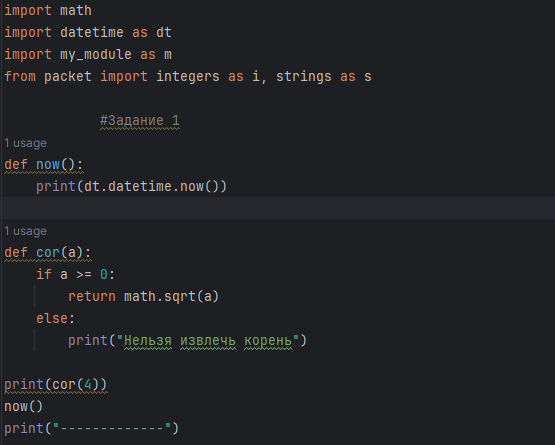 import math
import datetime as dt
import my_module as m
from packet import integers as i, strings as s
#Задание 1
1 usage
def now():
    print(dt.datetime.now())
1 usage
def cor(a):
    if a >= 0:
        return math.sqrt(a)
    else:
        print("Нельзя извлечь корень")
print(cor(4))
now()
print("-------------")